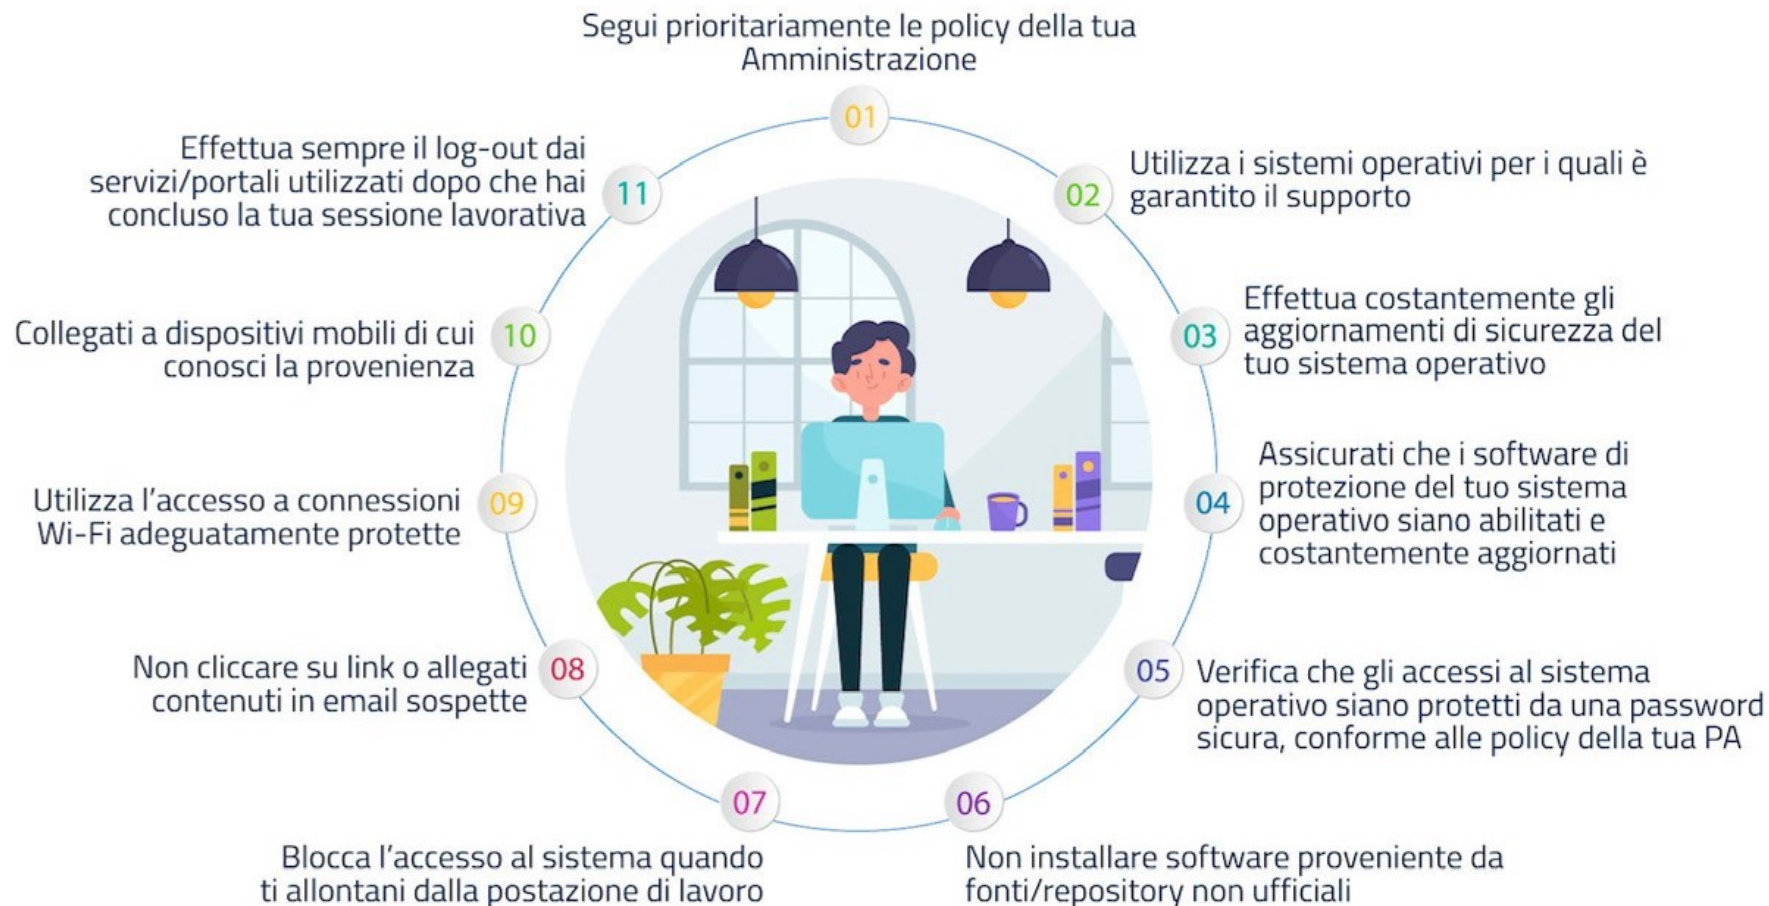 Segui prioritariamente le policy della tua
Amministrazione
01
02
Utilizza i sistemi operativi per i quali è
garantito il supporto
03
Effettua costantemente gli
aggiornamenti di sicurezza del
tuo sistema operativo
04
Assicurati che i software di
protezione del tuo sistema
operativo siano abilitati e
costantemente aggiornati
05
Verifica che gli accessi al sistema
operativo siano protetti da una password
sicura, conforme alle policy della tua PA
06
Non installare software proveniente da
fonti/repository non ufficiali
07
Blocca l'accesso al sistema quando
ti allontani dalla postazione di lavoro
08
Non cliccare su link o allegati
contenuti in email sospette
09
Utilizza l'accesso a connessioni
Wi-Fi adeguatamente protette
10
Collegati a dispositivi mobili di cui
conosci la provenienza
11
Effettua sempre il log-out dai
servizi/portali utilizzati dopo che hai
concluso la tua sessione lavorativa